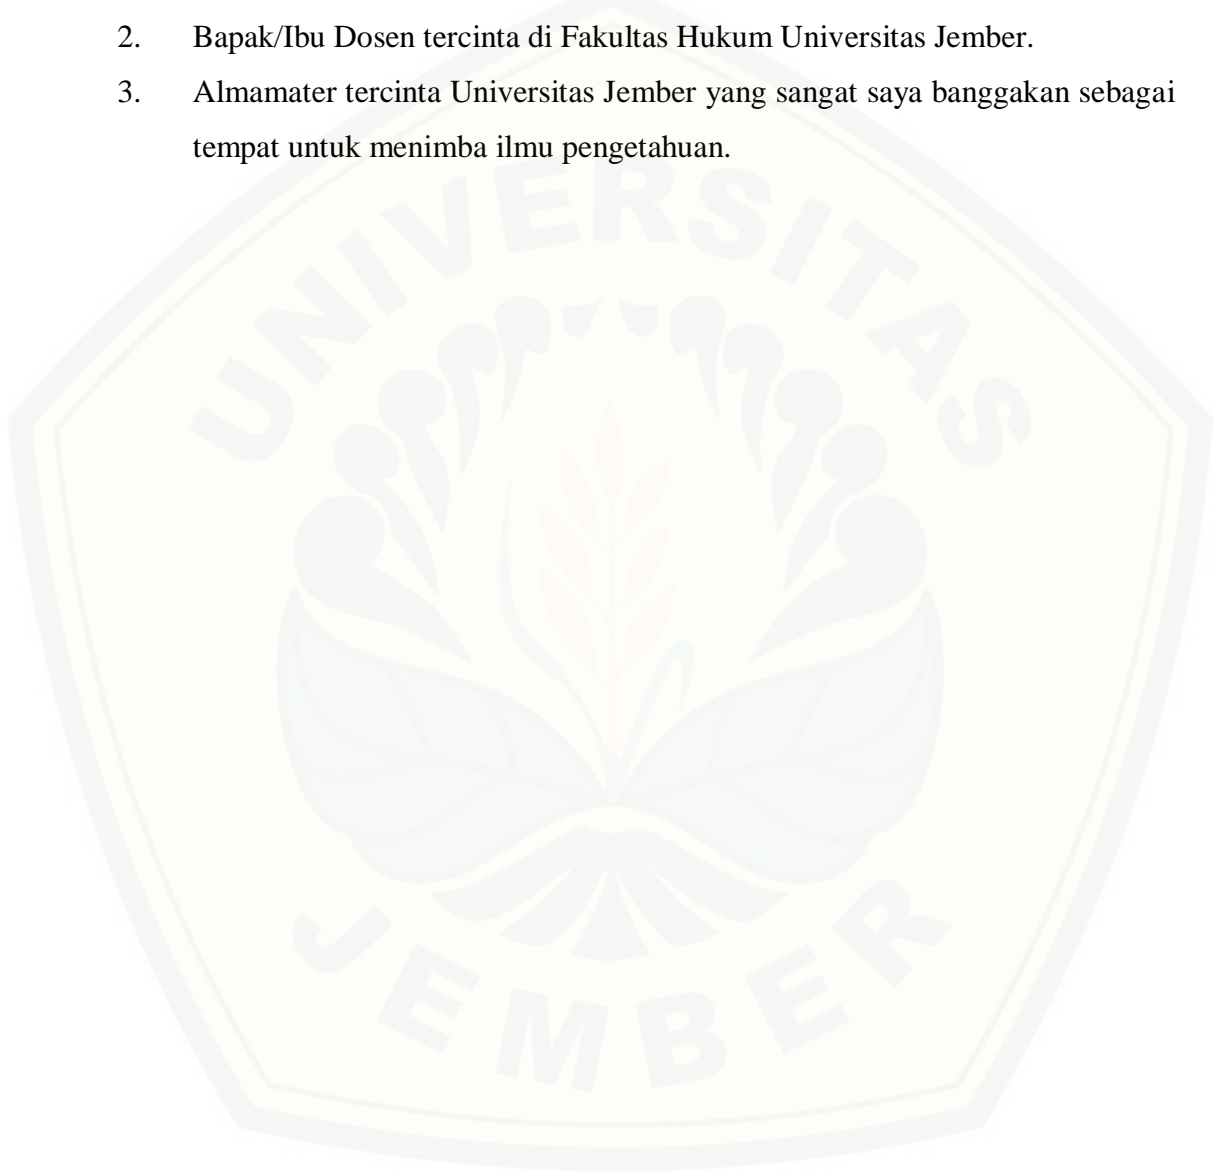 2. Bapak/Ibu Dosen tercinta di Fakultas Hukum Universitas Jember.
3. Almamater tercinta Universitas Jember yang sangat saya banggakan sebagai
tempat untuk menimba ilmu pengetahuan.
UNIVERSITAS
JEMBER